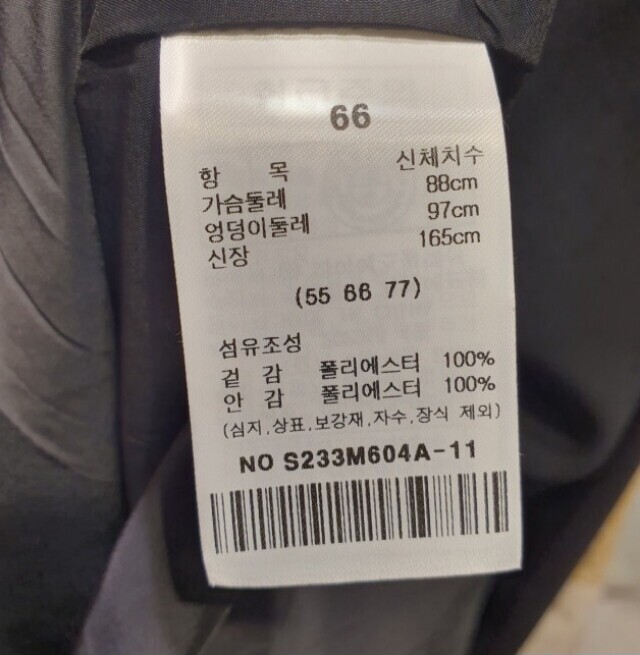 66
항 목 신체치수
가슴둘레 88cm
엉덩이둘레 97cm
신장 165cm
(55 66 77)
섬유조성
겉 감 폴리에스터 100%
안 감 폴리에스터 100%
(심지,상표,보강재,자수,장식 제외)
NO S233M604A-11